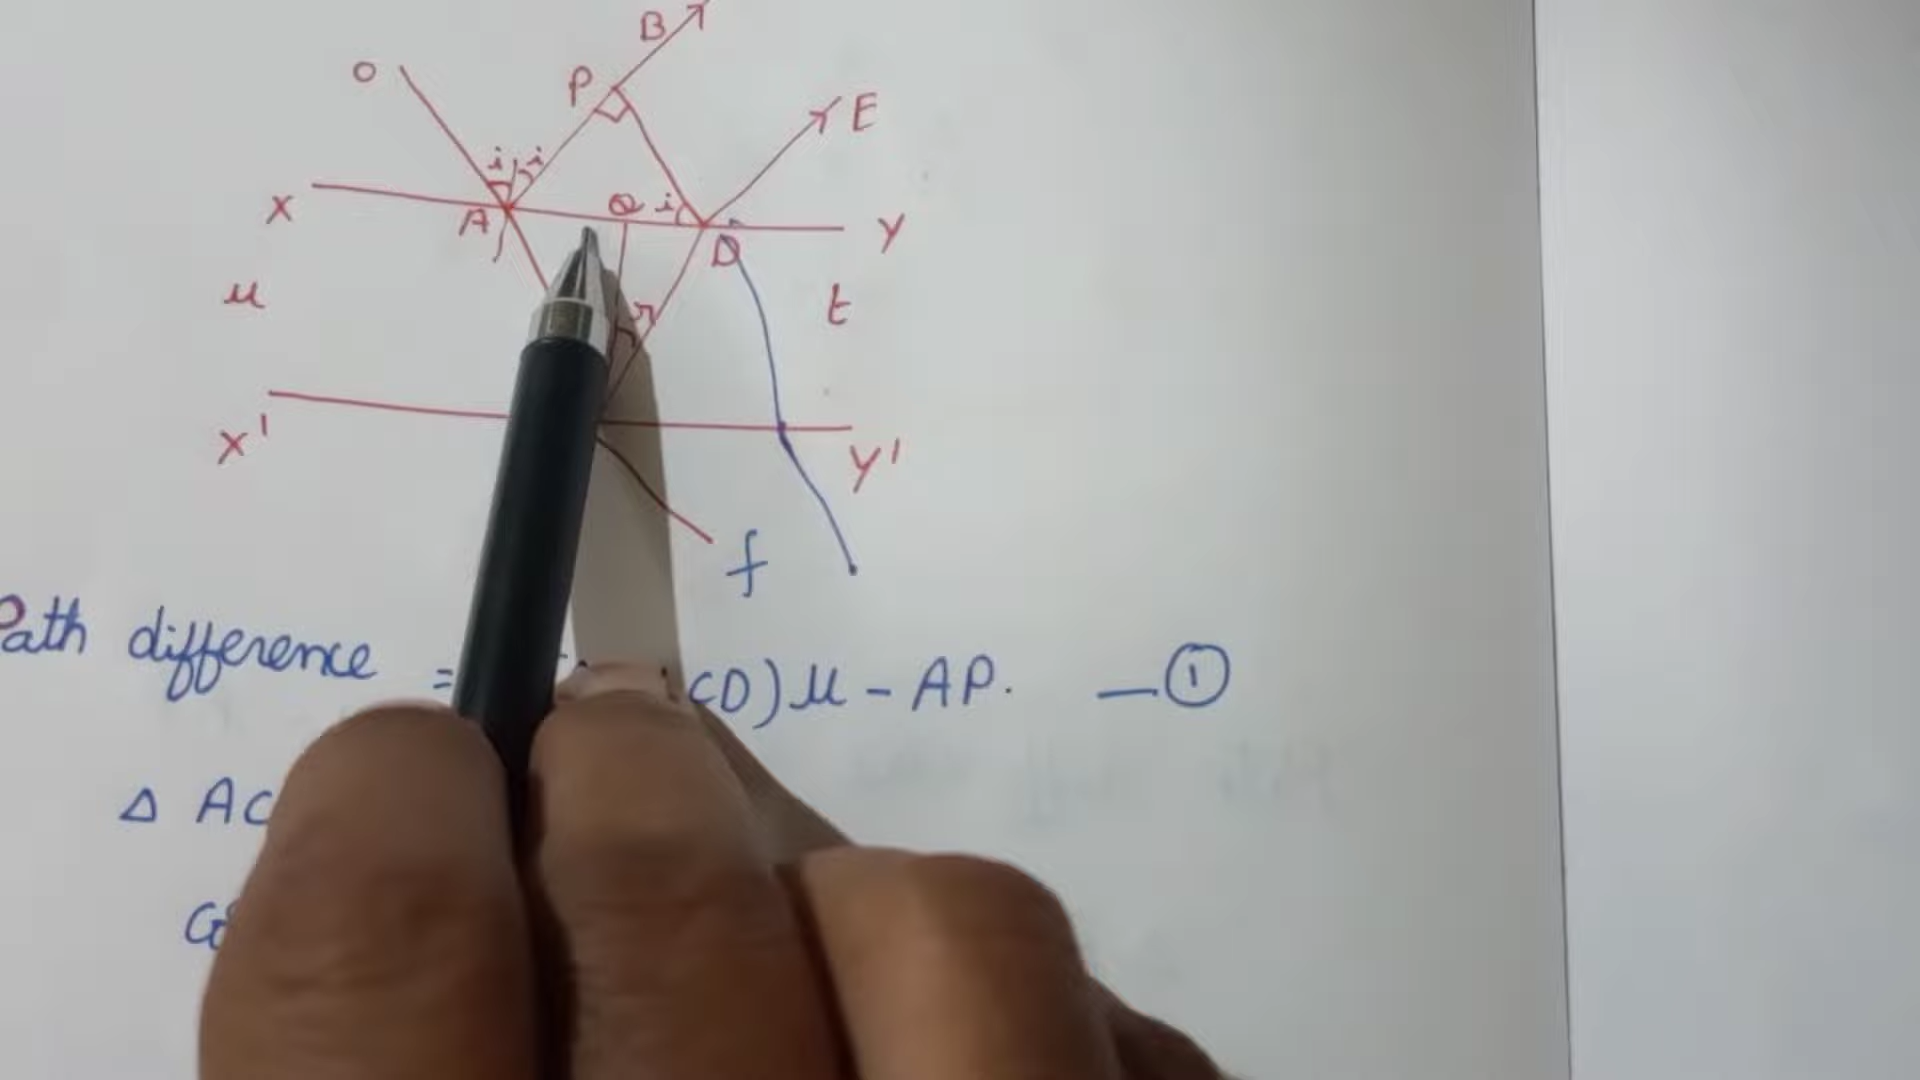 B
O P
E
i i
X A Q i Y
D
μ r t
X' Y'
f
Path difference = CD) μ - AP. — ①
Δ AC